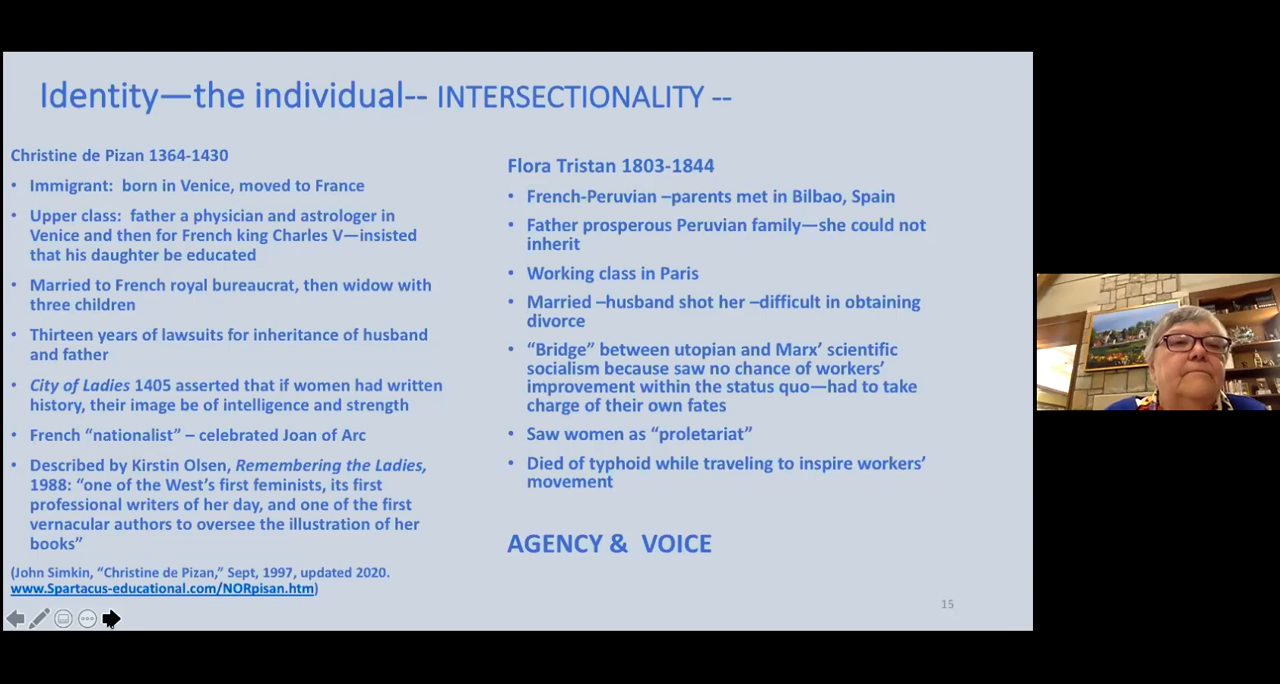 Identity—the individual-- INTERSECTIONALITY --
Christine de Pizan 1364-1430
• Immigrant: born in Venice, moved to France
• Upper class: father a physician and astrologer in
Venice and then for French king Charles V—insisted
that his daughter be educated
• Married to French royal bureaucrat, then widow with
three children
• Thirteen years of lawsuits for inheritance of husband
and father
• City of Ladies 1405 asserted that if women had written
history, their image be of intelligence and strength
• French “nationalist” – celebrated Joan of Arc
• Described by Kirstin Olsen, Remembering the Ladies,
1988: “one of the West’s first feminists, its first
professional writers of her day, and one of the first
vernacular authors to oversee the illustration of her
books”
(John Simkin, “Christine de Pizan,” Sept, 1997, updated 2020.
www.Spartacus-educational.com/NORpisan.htm)
Flora Tristan 1803-1844
• French-Peruvian –parents met in Bilbao, Spain
• Father prosperous Peruvian family—she could not
inherit
• Working class in Paris
• Married –husband shot her –difficult in obtaining
divorce
• “Bridge” between utopian and Marx’ scientific
socialism because saw no chance of workers’
improvement within the status quo—had to take
charge of their own fates
• Saw women as “proletariat”
• Died of typhoid while traveling to inspire workers’
movement
AGENCY & VOICE
15